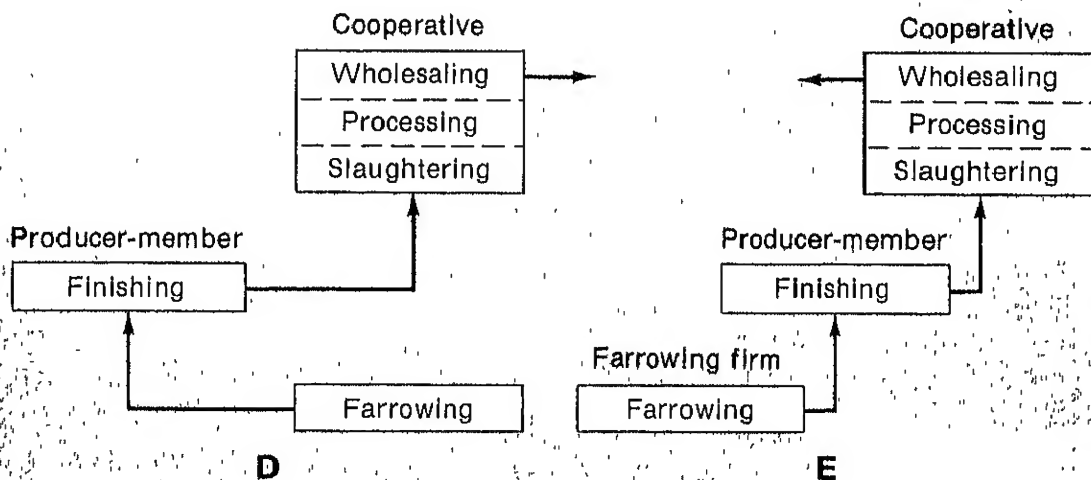 Cooperative
Wholesaling
Processing
Slaughtering
Producer-member
Finishing
Farrowing
D
Cooperative
Wholesaling
Processing
Slaughtering
Producer-member
Finishing
Farrowing firm
Farrowing
E